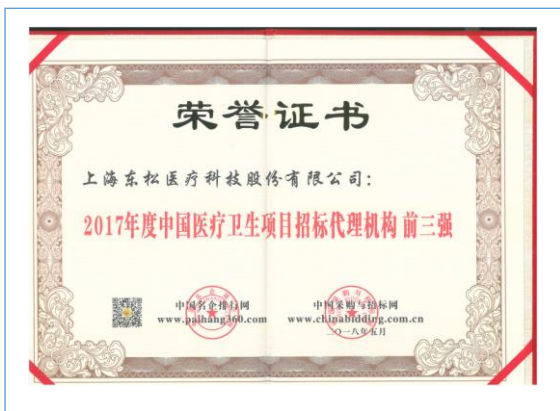 荣誉证书
上海东松医疗科技股份有限公司：
2017年度中国医疗卫生项目招标代理机构 前三强
中国名企排行网 中国采购与招标网
www.paihang360.com www.chinabidding.com.cn
二〇一八年五月